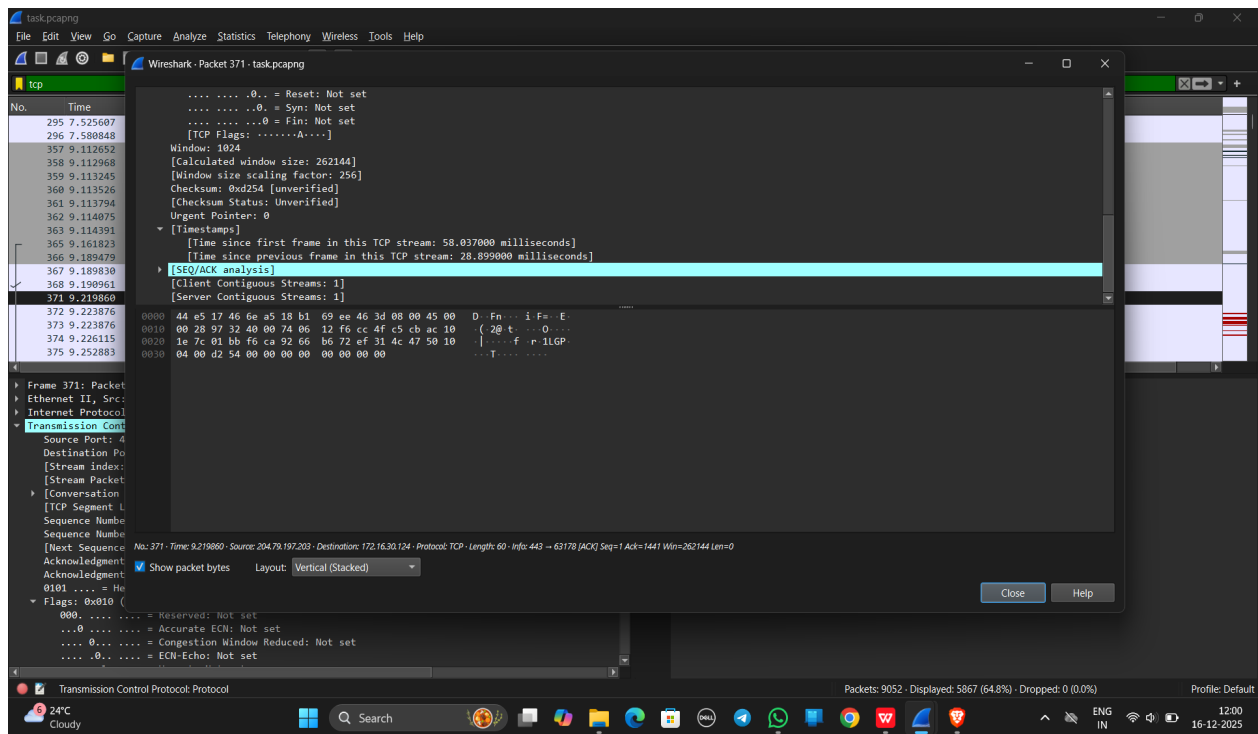 task.pcapng
File Edit View Go Capture Analyze Statistics Telephony Wireless Tools Help
Wireshark · Packet 371 · task.pcapng
tcp
No. Time
295 7.525607
296 7.580848
357 9.112652
358 9.112968
359 9.113245
360 9.113526
361 9.113794
362 9.114075
363 9.114391
365 9.161823
366 9.189479
367 9.189830
368 9.190961
371 9.219860
372 9.223876
373 9.223876
374 9.226115
375 9.252883
.... .... .0.. = Reset: Not set
.... .... ..0. = Syn: Not set
.... .... ...0 = Fin: Not set
[TCP Flags: ·······A····]
Window: 1024
[Calculated window size: 262144]
[Window size scaling factor: 256]
Checksum: 0xd254 [unverified]
[Checksum Status: Unverified]
Urgent Pointer: 0
[Timestamps]
[Time since first frame in this TCP stream: 58.037000 milliseconds]
[Time since previous frame in this TCP stream: 28.899000 milliseconds]
[SEQ/ACK analysis]
[Client Contiguous Streams: 1]
[Server Contiguous Streams: 1]
0000 44 e5 17 46 6e a5 18 b1 69 ee 46 3d 08 00 45 00 D··Fn··· i·F=··E·
0010 00 28 97 32 40 00 74 06 12 f6 cc 4f c5 cb ac 10 ·(·2@·t· ···O····
0020 1e 7c 01 bb f6 ca 92 66 b6 72 ef 31 4c 47 50 10 ·|·····f ·r·1LGP·
0030 04 00 d2 54 00 00 00 00 00 00 00 00 ···T···· ····
No.: 371 · Time: 9.219860 · Source: 204.79.197.203 · Destination: 172.16.30.124 · Protocol: TCP · Length: 60 · Info: 443 → 63178 [ACK] Seq=1 Ack=1441 Win=262144 Len=0
Show packet bytes Layout: Vertical (Stacked)
Close Help
Frame 371: Packet
Ethernet II, Src:
Internet Protocol
Transmission Cont
Source Port: 4
Destination Po
[Stream index:
[Stream Packet
[Conversation
[TCP Segment L
Sequence Numbe
Sequence Numbe
[Next Sequence
Acknowledgment
Acknowledgment
0101 .... = He
Flags: 0x010 (
000. .... .... = Reserved: Not set
...0 .... .... = Accurate ECN: Not set
.... 0... .... = Congestion Window Reduced: Not set
.... .0.. .... = ECN-Echo: Not set
Transmission Control Protocol: Protocol
Packets: 9052 · Displayed: 5867 (64.8%) · Dropped: 0 (0.0%)
Profile: Default
6
24°C
Cloudy
Search
DELL
W
ENG
IN
12:00
16-12-2025